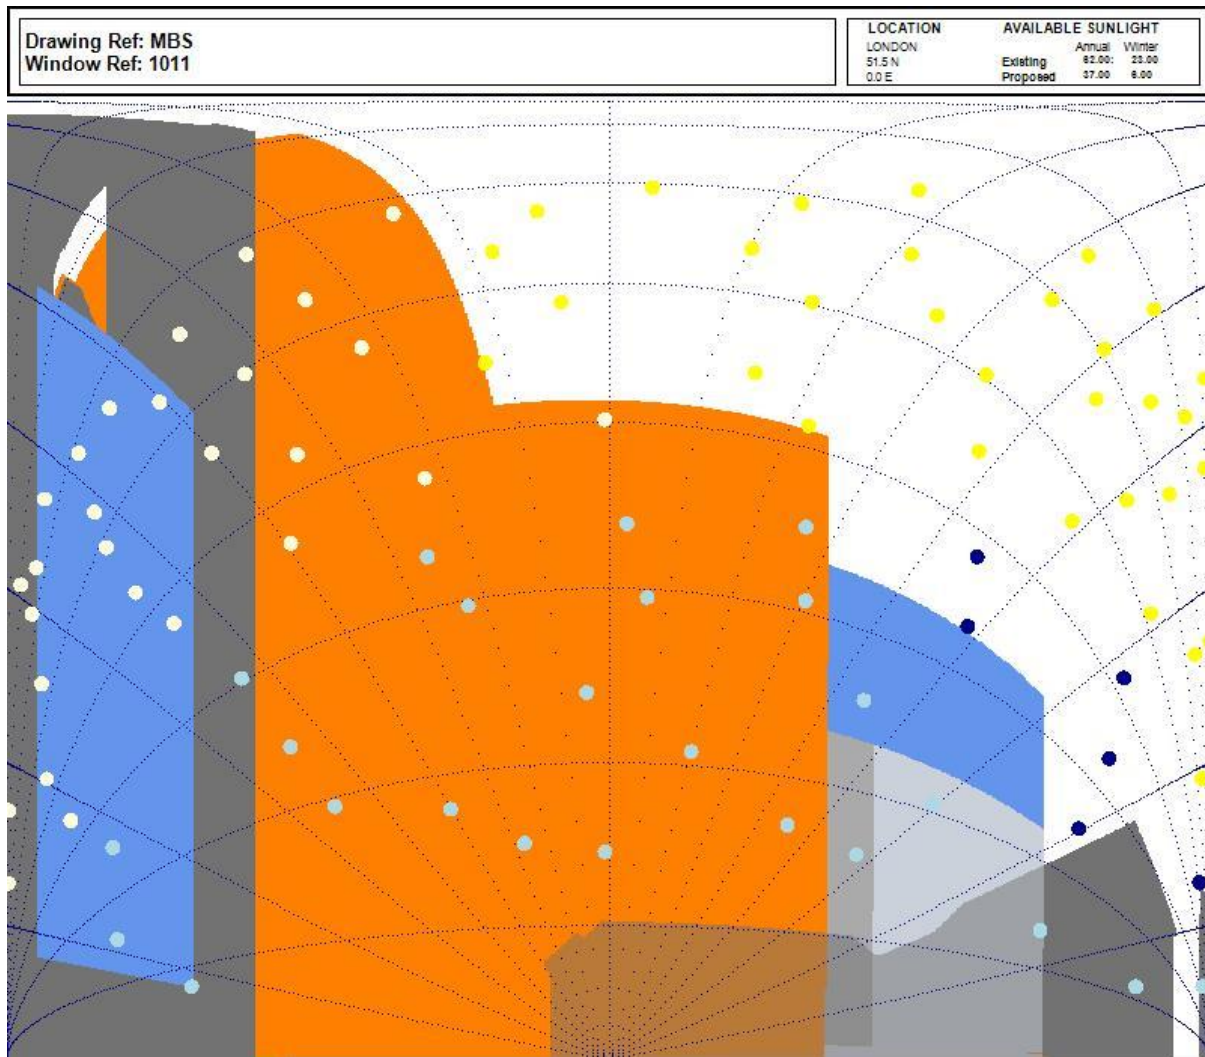 Drawing Ref: MBS
Window Ref: 1011
LOCATION
LONDON
51.5 N
0.0 E
AVAILABLE SUNLIGHT
Annual Winter
Existing 62.00: 23.00
Proposed 37.00 6.00